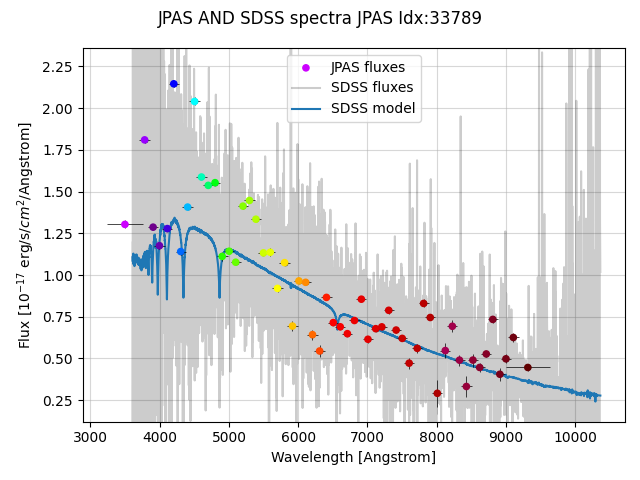 JPAS AND SDSS spectra JPAS Idx:33789
JPAS fluxes
SDSS fluxes
SDSS model
Flux [10⁻¹⁷ erg/s/cm²/Angstrom]
2.25
2.00
1.75
1.50
1.25
1.00
0.75
0.50
0.25
3000 4000 5000 6000 7000 8000 9000 10000
Wavelength [Angstrom]